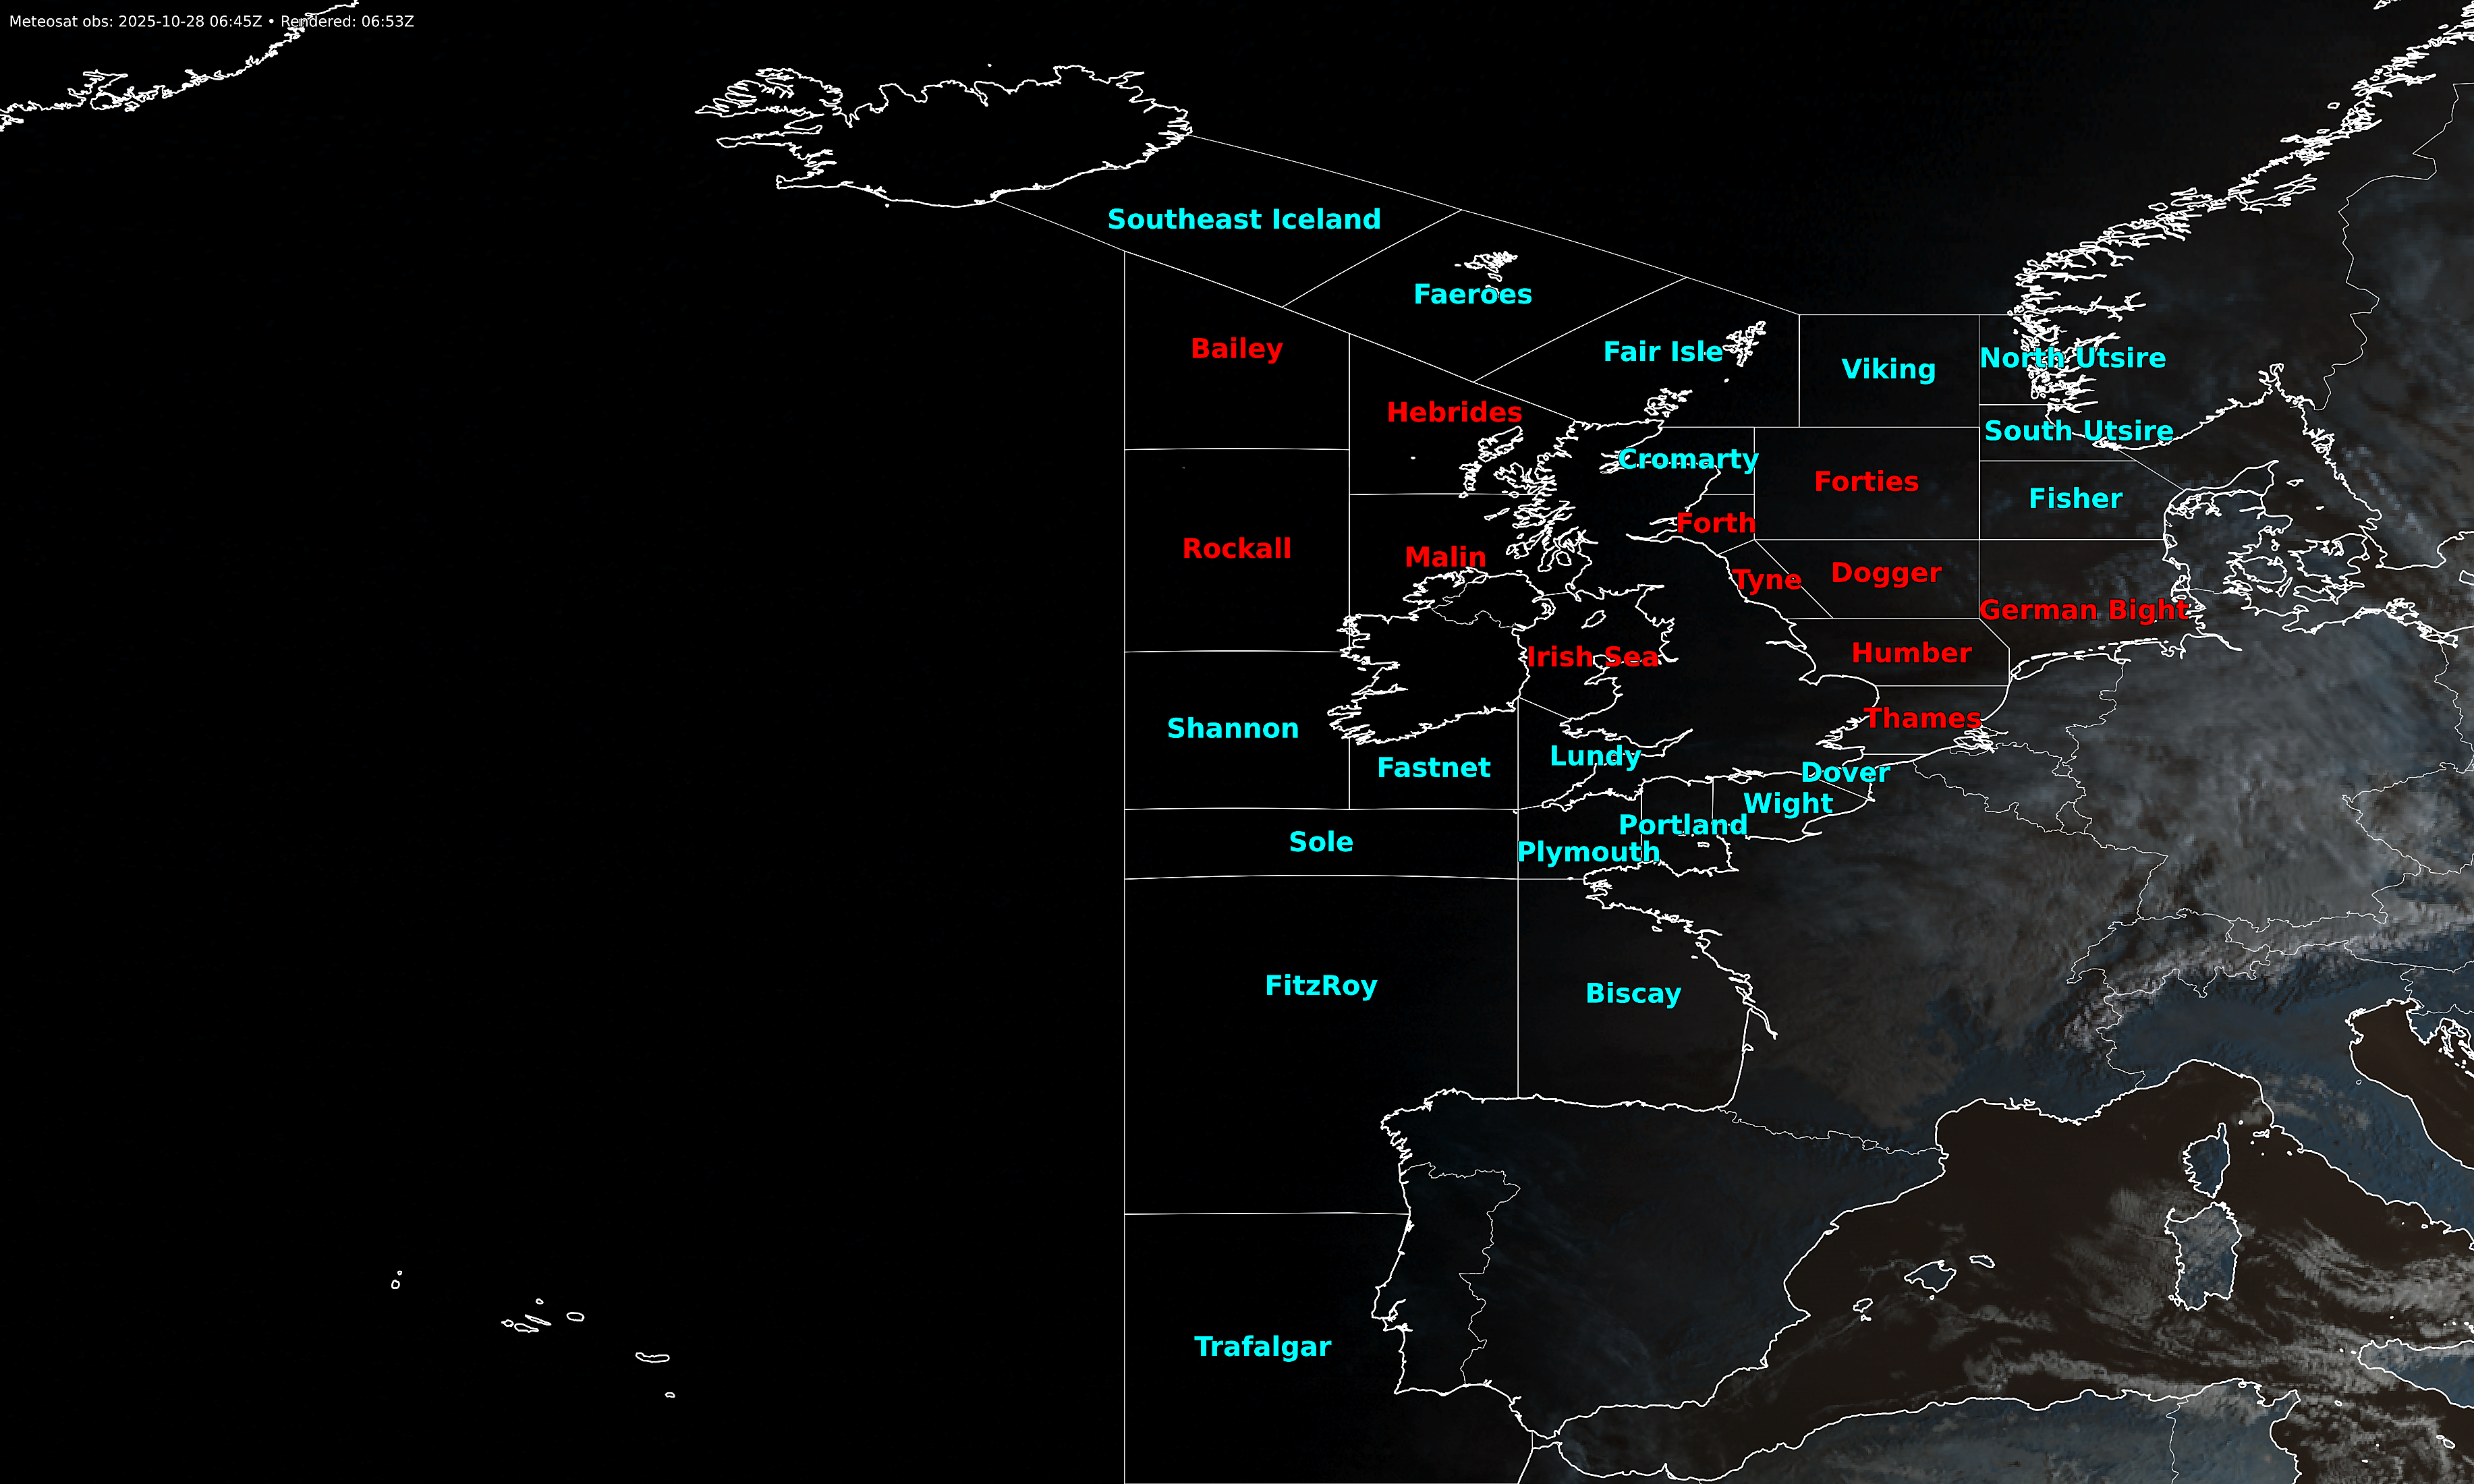 Meteosat obs: 2025-10-28 06:45Z • Rendered: 06:53Z
Southeast Iceland
Faeroes
Bailey
Fair Isle
North Utsire
Viking
Hebrides
South Utsire
Cromarty
Forties
Fisher
Forth
Rockall
Malin
Dogger
Tyne
German Bight
Humber
Irish Sea
Thames
Shannon
Lundy
Fastnet
Dover
Wight
Portland
Sole
Plymouth
FitzRoy
Biscay
Trafalgar